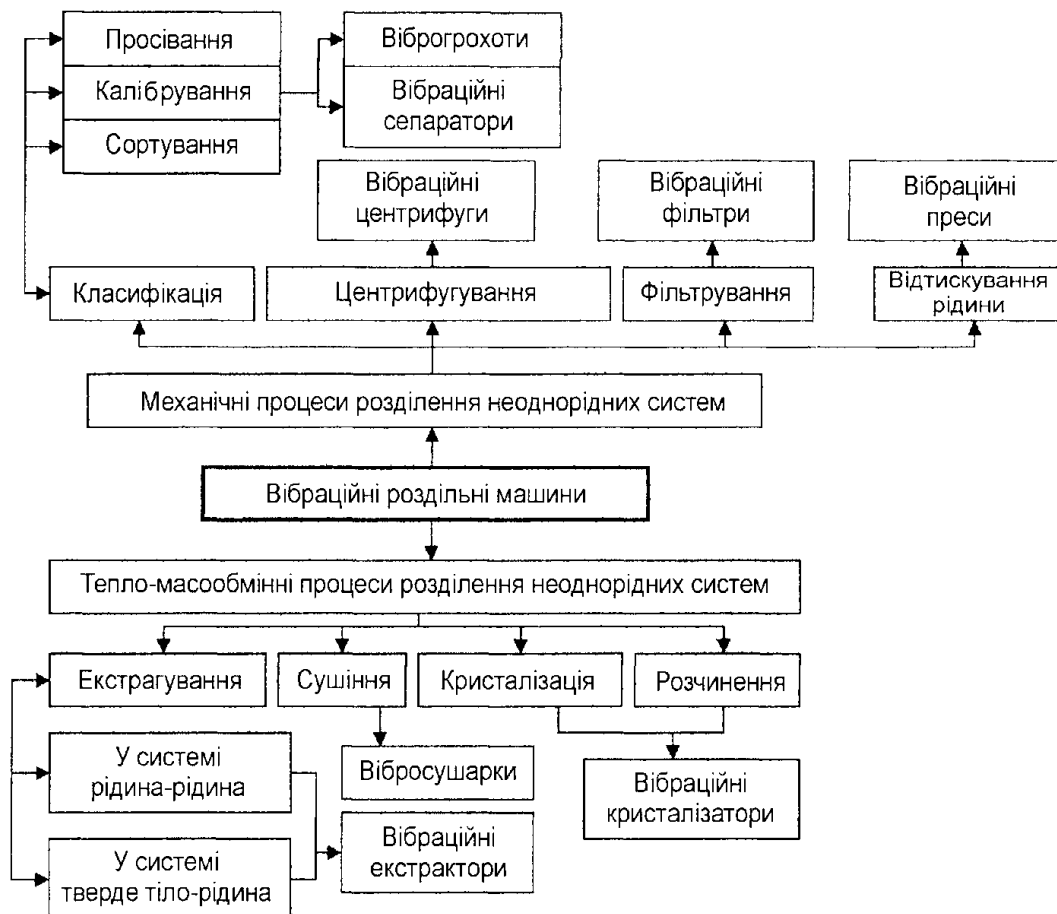 Просівання
Калібрування
Сортування
Віброгрохоти
Вібраційні
сепаратори
Вібраційні
центрифуги
Вібраційні
фільтри
Вібраційні
преси
Класифікація
Центрифугування
Фільтрування
Відтискування
рідини
Механічні процеси розділення неоднорідних систем
Вібраційні роздільні машини
Тепло-масообмінні процеси розділення неоднорідних систем
Екстрагування
Сушіння
Кристалізація
Розчинення
У системі
рідина-рідина
Вібросушарки
Вібраційні
кристалізатори
У системі
тверде тіло-рідина
Вібраційні
екстрактори